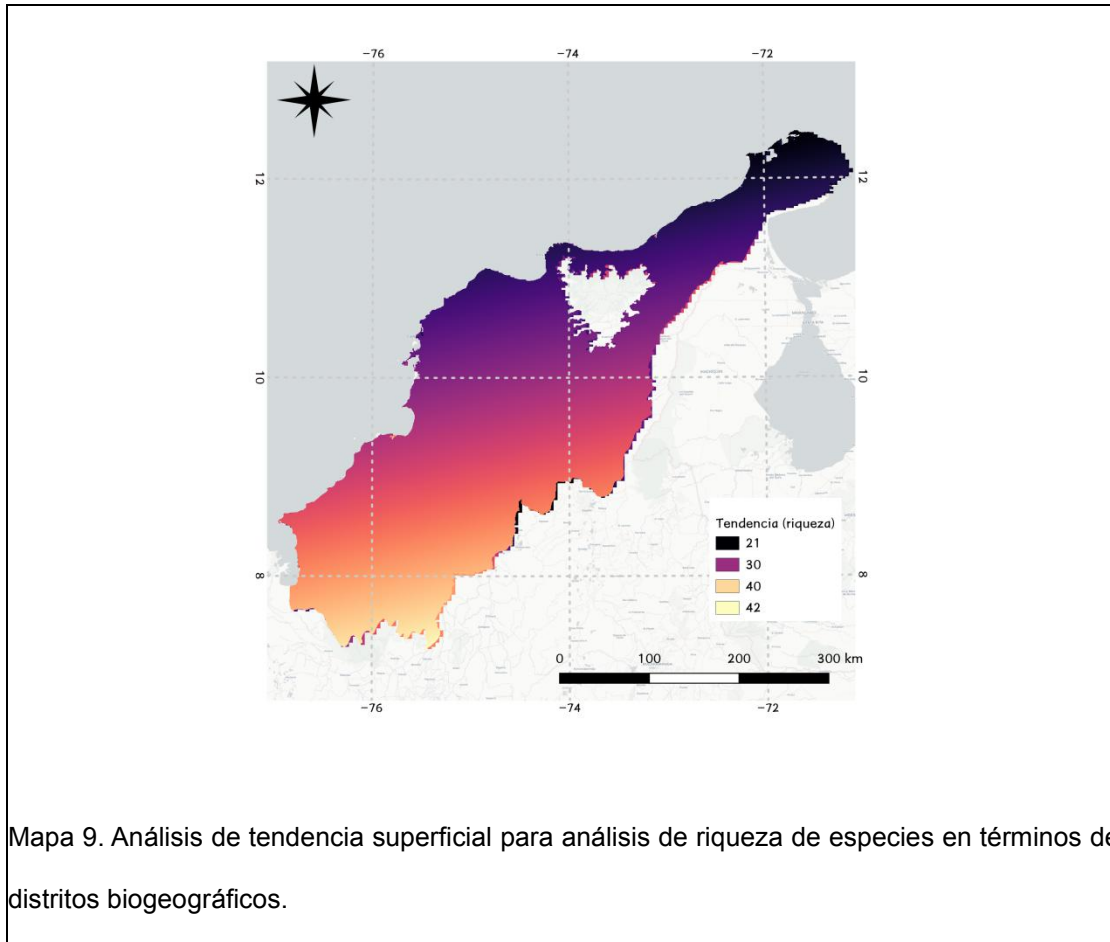 −76 −74 −72
12 12
10 10
8 8
Tendencia (riqueza)
21
30
40
42
0 100 200 300 km
−76 −74 −72
Mapa 9. Análisis de tendencia superficial para análisis de riqueza de especies en términos de
distritos biogeográficos.